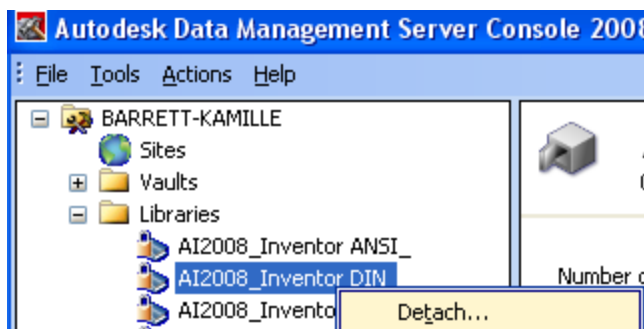 Autodesk Data Management Server Console 2008
File Tools Actions Help
BARRETT-KAMILLE
Sites
Vaults
Libraries
AI2008_Inventor ANSI_
AI2008_Inventor DIN
Number
AI2008_Invento
Detach...